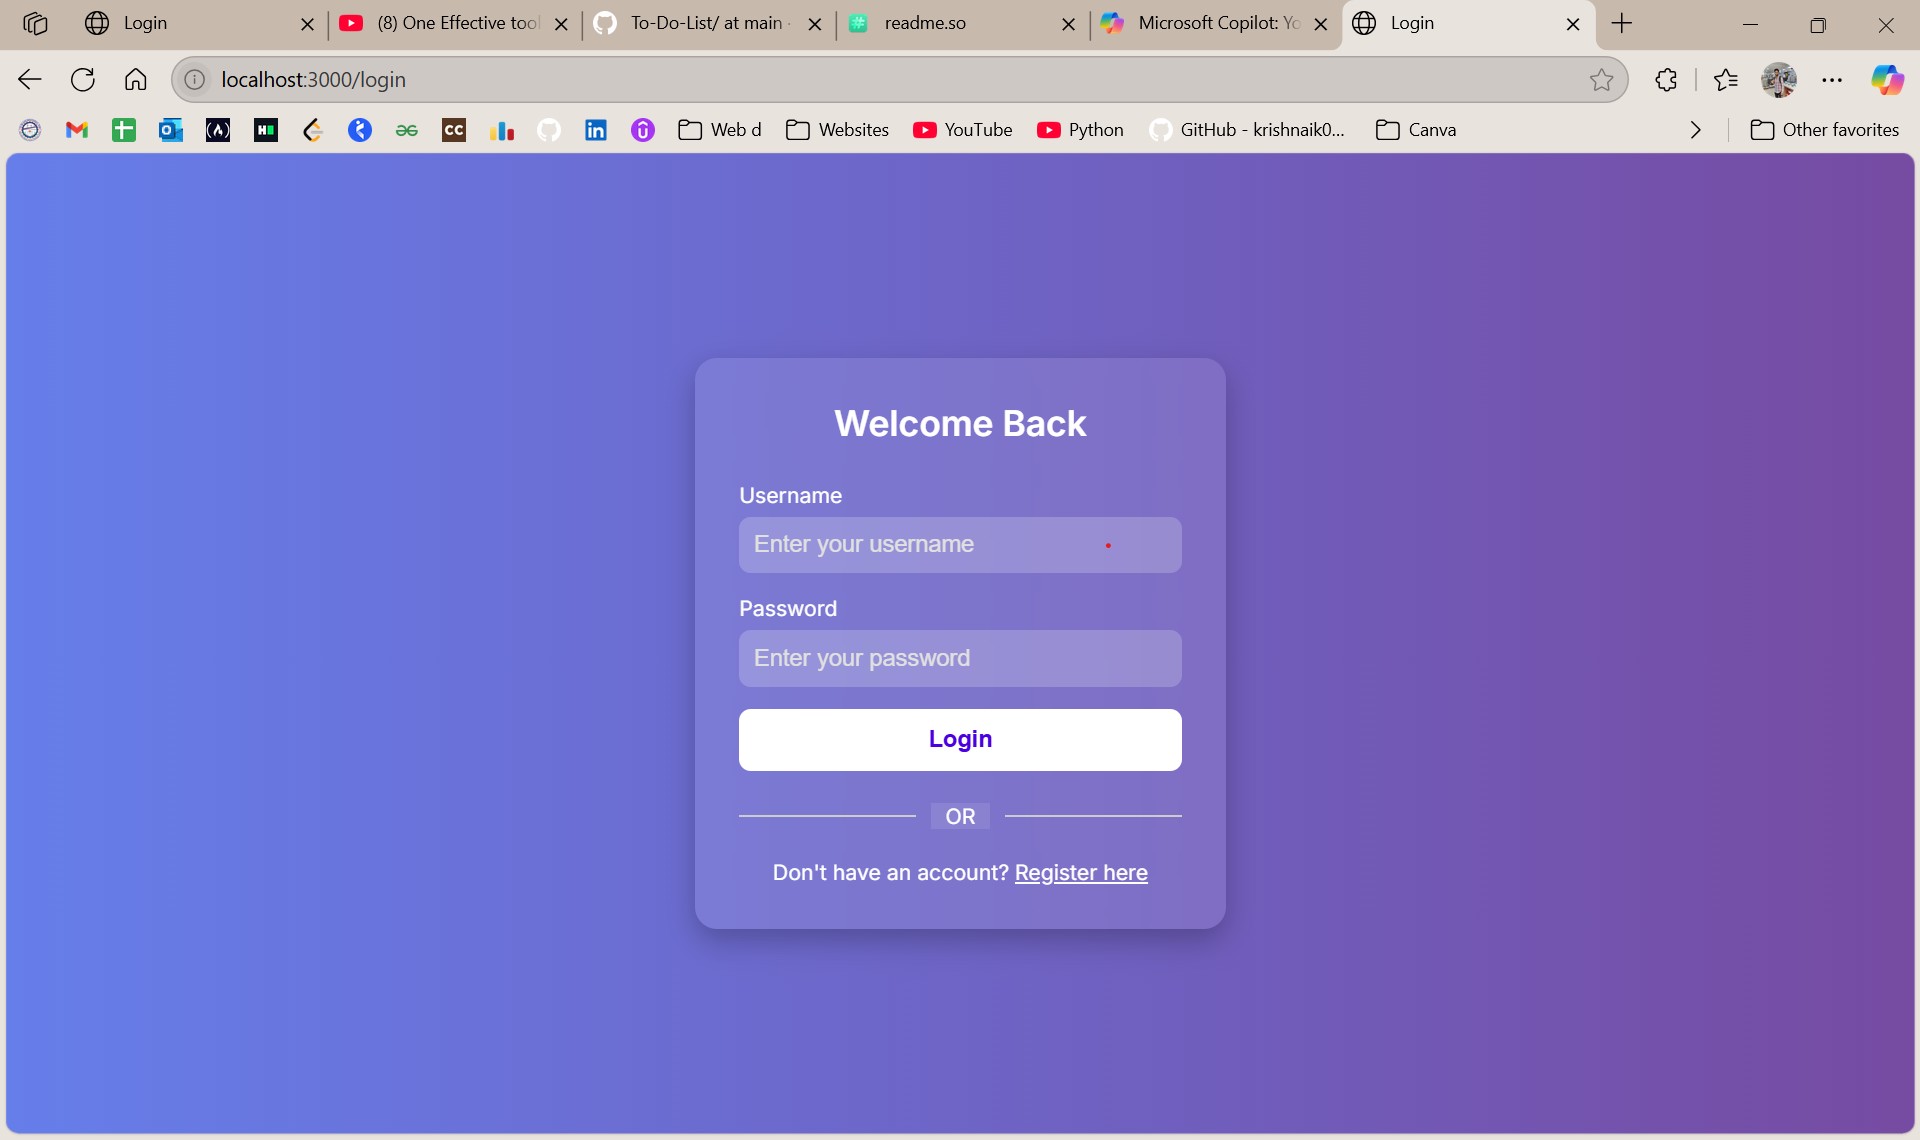 Login
(8) One Effective tool
To-Do-List/ at main ·
readme.so
Microsoft Copilot: Yo
Login
localhost:3000/login
CC
Web d
Websites
YouTube
Python
GitHub - krishnaik0...
Canva
Other favorites
Welcome Back
Username
Enter your username
Password
Enter your password
Login
OR
Don't have an account? Register here